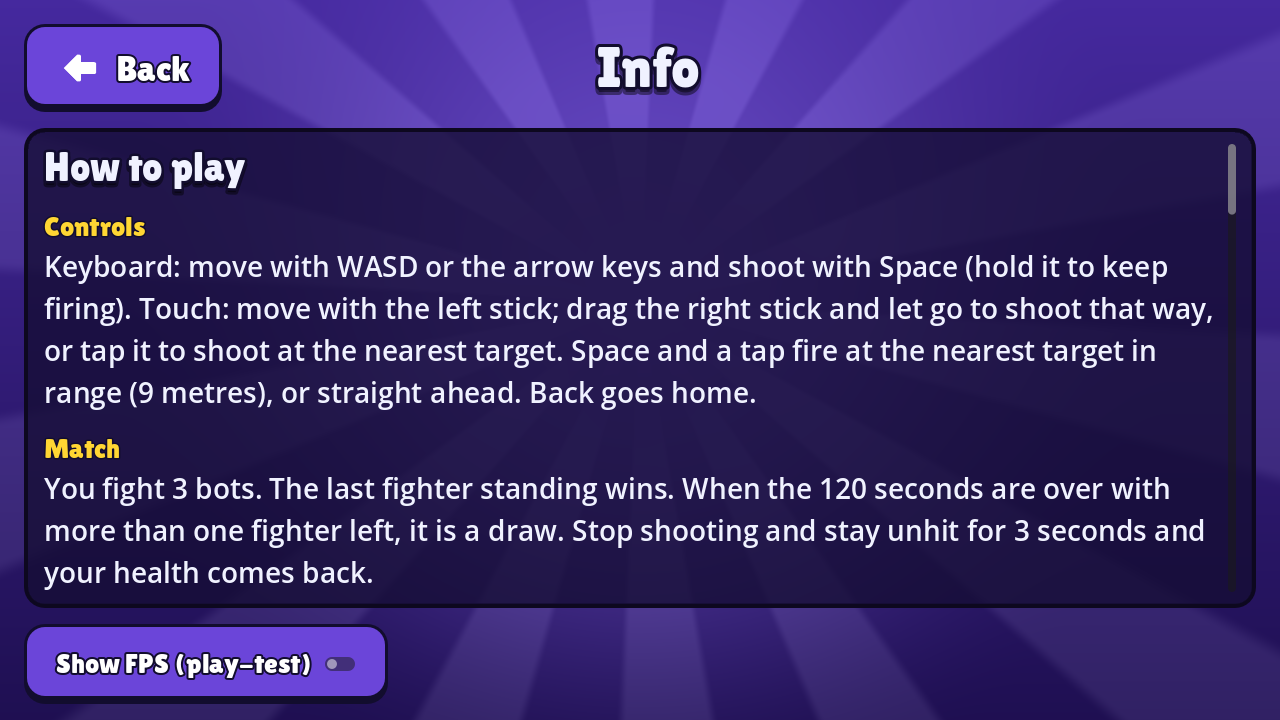 Back
Info
How to play
Controls
Keyboard: move with WASD or the arrow keys and shoot with Space (hold it to keep
firing). Touch: move with the left stick; drag the right stick and let go to shoot that way,
or tap it to shoot at the nearest target. Space and a tap fire at the nearest target in
range (9 metres), or straight ahead. Back goes home.
Match
You fight 3 bots. The last fighter standing wins. When the 120 seconds are over with
more than one fighter left, it is a draw. Stop shooting and stay unhit for 3 seconds and
your health comes back.
Show FPS (play-test)